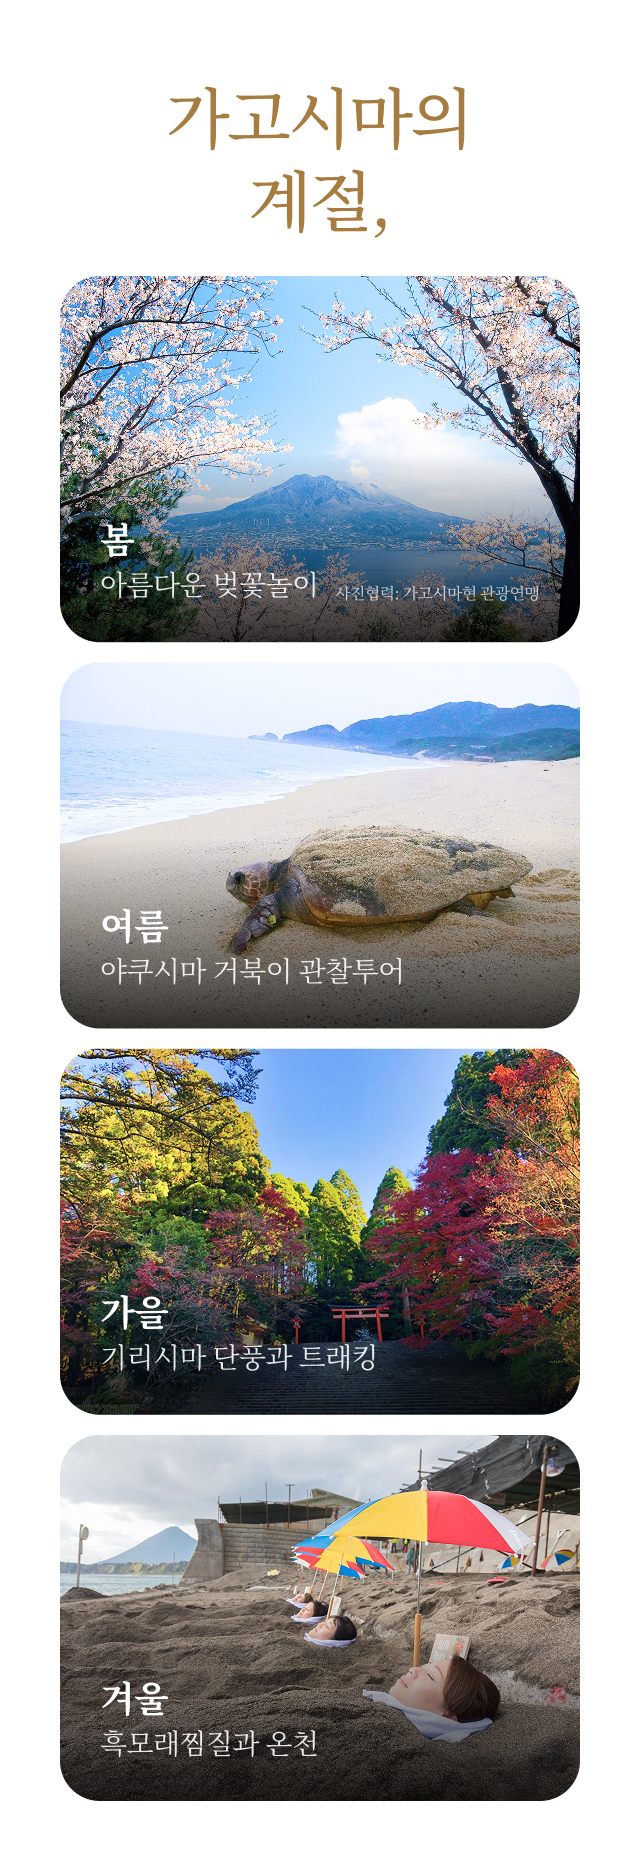 가고시마의
계절,
봄
아름다운 벚꽃놀이
사진협력: 가고시마현 관광연맹
여름
야쿠시마 거북이 관찰투어
가을
기리시마 단풍과 트래킹
겨울
흑모래찜질과 온천